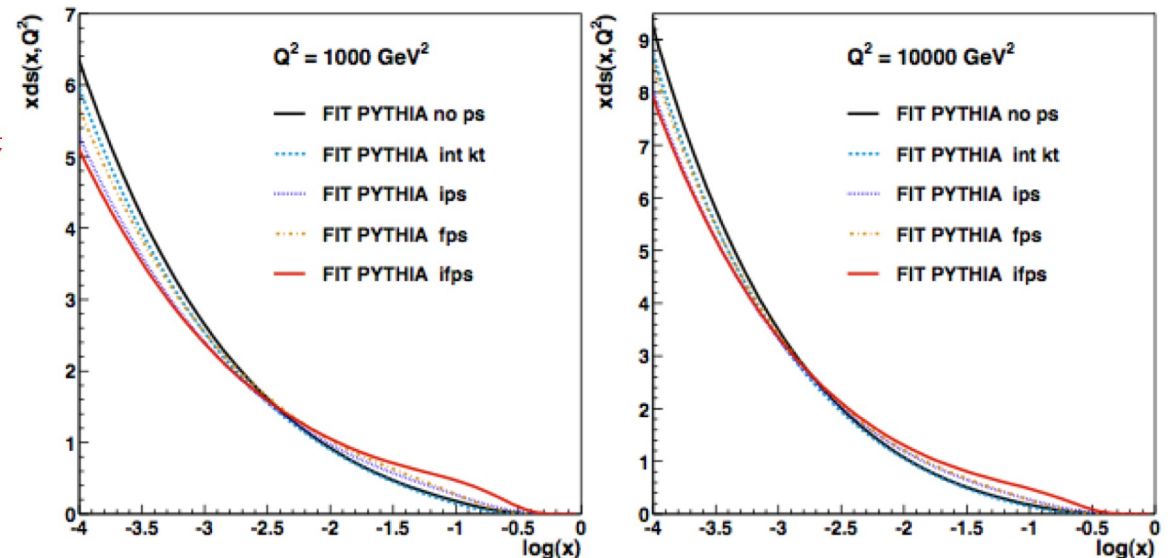 xds(x, Q²)
Q² = 1000 GeV²
FIT PYTHIA no ps
FIT PYTHIA int kt
FIT PYTHIA ips
FIT PYTHIA fps
FIT PYTHIA ifps
7
6
5
4
3
2
1
0
-4 -3.5 -3 -2.5 -2 -1.5 -1 -0.5 0
log(x)
xds(x, Q²)
Q² = 10000 GeV²
FIT PYTHIA no ps
FIT PYTHIA int kt
FIT PYTHIA ips
FIT PYTHIA fps
FIT PYTHIA ifps
9
8
7
6
5
4
3
2
1
0
-4 -3.5 -3 -2.5 -2 -1.5 -1 -0.5 0
log(x)